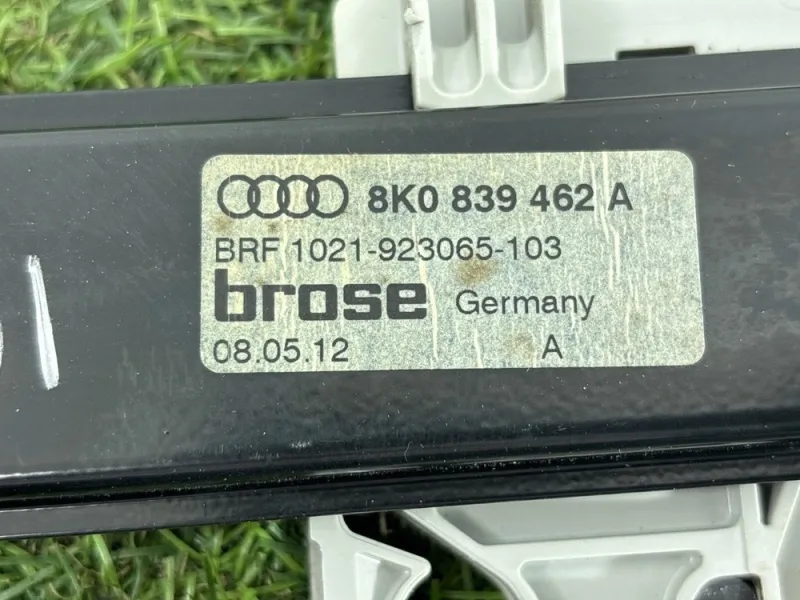 8K0 839 462 A
BRF 1021-923065-103
brose Germany
08.05.12 A